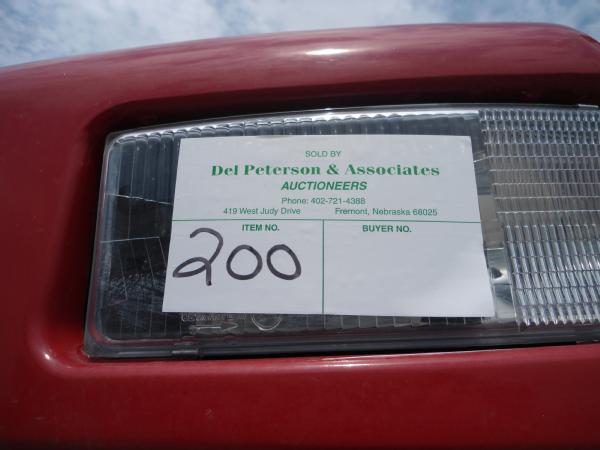 SOLD BY
Del Peterson & Associates
AUCTIONEERS
Phone: 402-721-4388
419 West Judy Drive Fremont, Nebraska 68025
ITEM NO. BUYER NO.
200